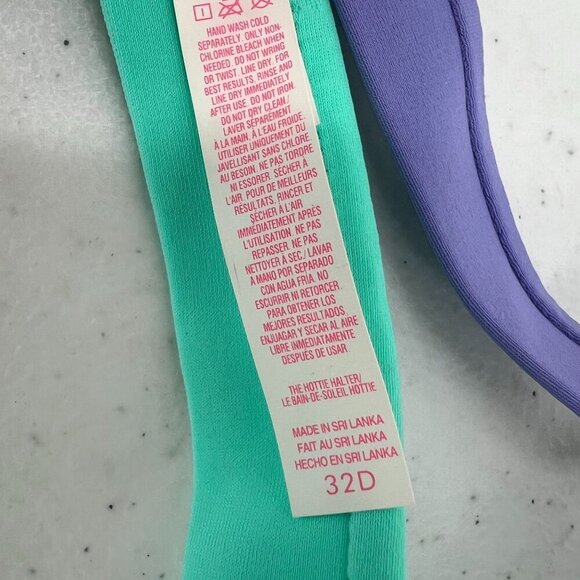 HAND WASH COLD
SEPARATELY. ONLY NON-
CHLORINE BLEACH WHEN
NEEDED. DO NOT WRING
OR TWIST. LINE DRY. FOR
BEST RESULTS, RINSE AND
LINE DRY IMMEDIATELY
AFTER USE. DO NOT IRON.
DO NOT DRY CLEAN./
LAVER SÉPARÉMENT
À LA MAIN. À L'EAU FROIDE.
UTILISER UNIQUEMENT DU
JAVELLISANT SANS CHLORE
AU BESOIN. NE PAS TORDRE
NI ESSORER. SÉCHER À
L'AIR. POUR DE MEILLEURS
RÉSULTATS, RINCER ET
SÉCHER À L'AIR
IMMÉDIATEMENT APRÈS
L'UTILISATION. NE PAS
REPASSER. NE PAS
NETTOYER À SEC./ LAVAR
A MANO POR SEPARADO
CON AGUA FRIA. NO
ESCURRIR NI RETORCER.
PARA OBTENER LOS
MEJORES RESULTADOS.
ENJUAGAR Y SECAR AL AIRE
LIBRE INMEDIATAMENTE
DESPUÉS DE USAR
THE HOTTIE HALTER/
LE BAIN-DE-SOLEIL HOTTIE
MADE IN SRI LANKA
FAIT AU SRI LANKA
HECHO EN SRI LANKA
32D